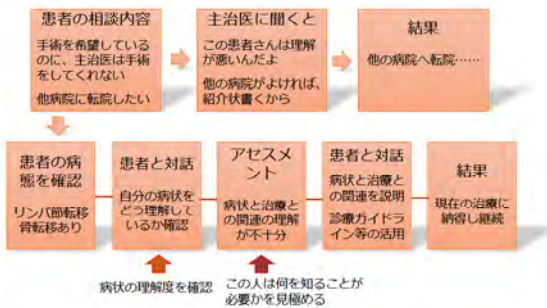 患者の相談内容
手術を希望している
のに、主治医は手術
をしてくれない
他病院に転院したい
主治医に聞くと
この患者さんは理解
が悪いんだよ
他の病院がよければ、
紹介状書くから
結果
他の病院へ転院……
患者の病
態を確認
リンパ節転移
骨転移あり
患者と対話
自分の病状を
どう理解して
いるか確認
アセスメ
ント
病状と治療と
の関連の理解
が不十分
患者と対話
病状と治療と
の関連を説明
診療ガイドラ
イン等の活用
結果
現在の治療に
納得し継続
病状の理解度を確認
この人は何を知ることが
必要かを見極める